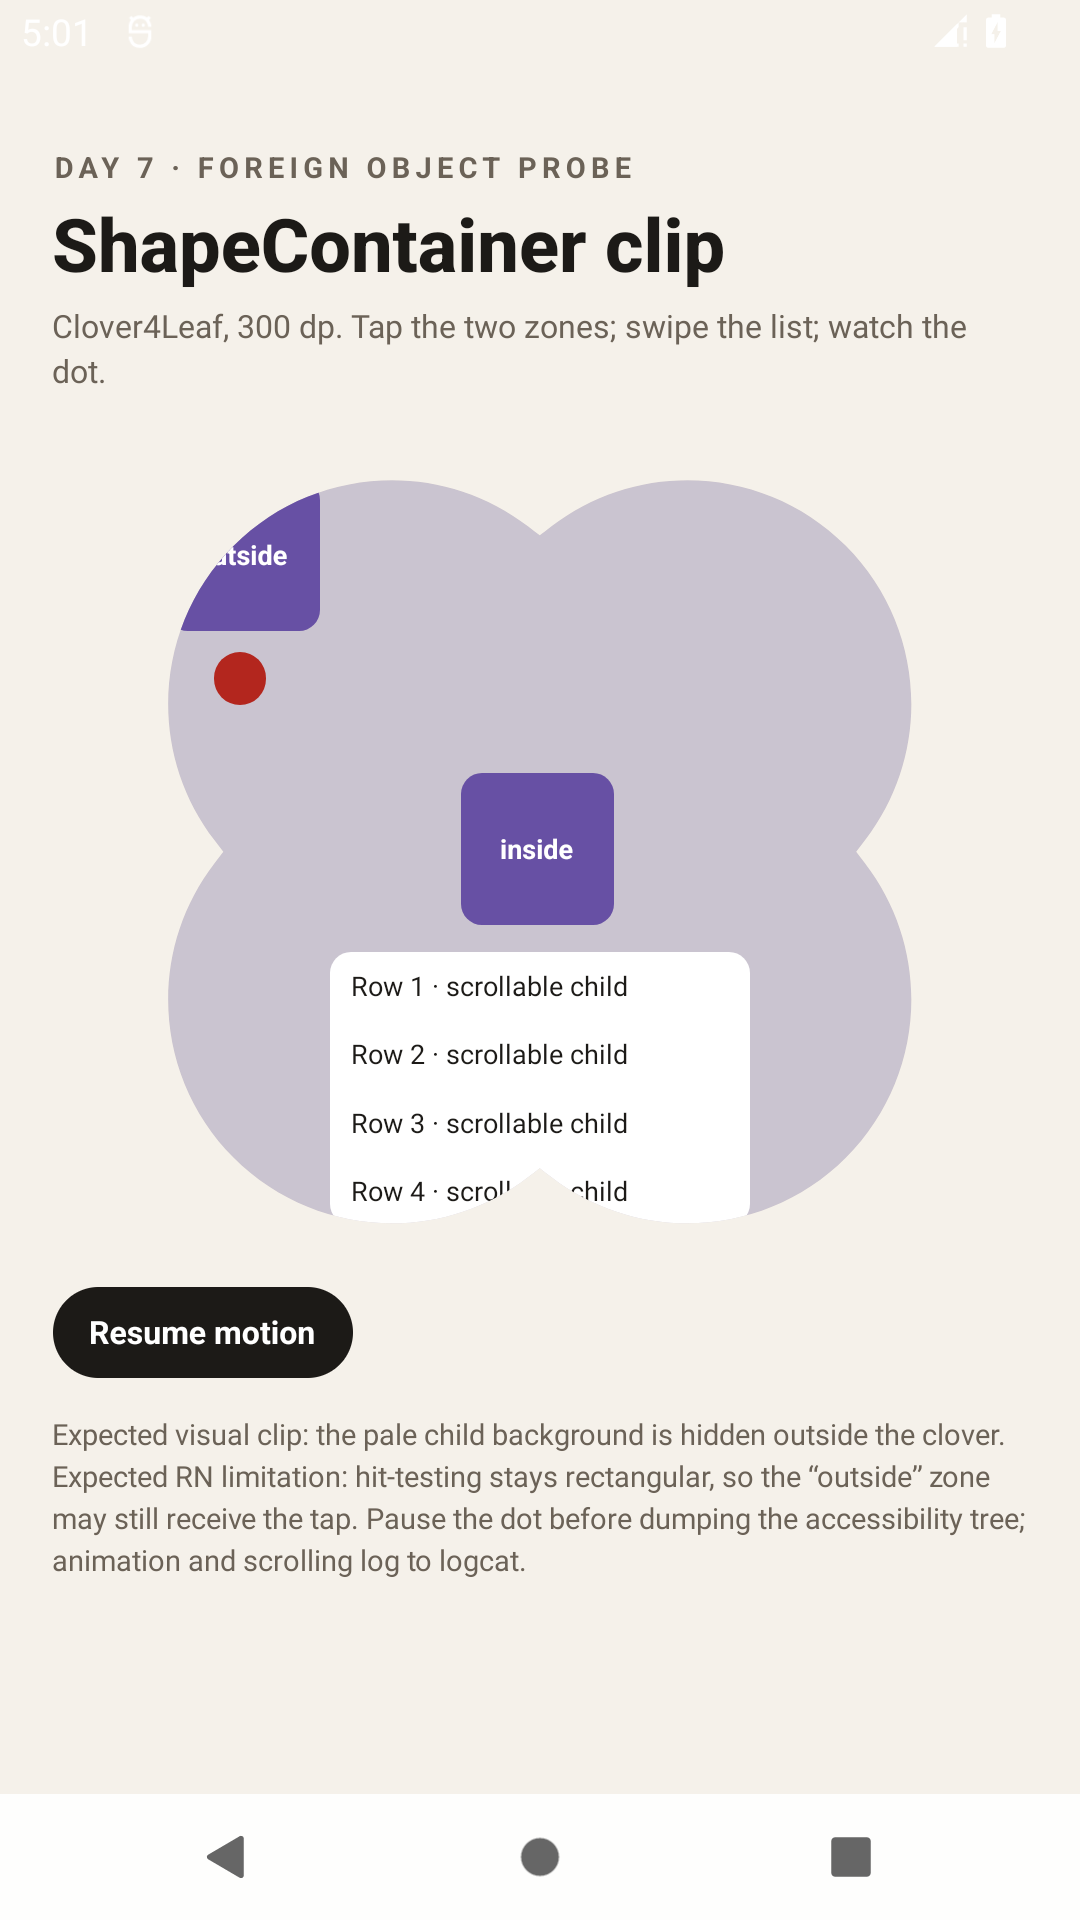 5:01
DAY 7 · FOREIGN OBJECT PROBE
ShapeContainer clip
Clover4Leaf, 300 dp. Tap the two zones; swipe the list; watch the
dot.
utside
inside
Row 1 · scrollable child
Row 2 · scrollable child
Row 3 · scrollable child
Row 4 · scroll child
Resume motion
Expected visual clip: the pale child background is hidden outside the clover.
Expected RN limitation: hit-testing stays rectangular, so the “outside” zone
may still receive the tap. Pause the dot before dumping the accessibility tree;
animation and scrolling log to logcat.